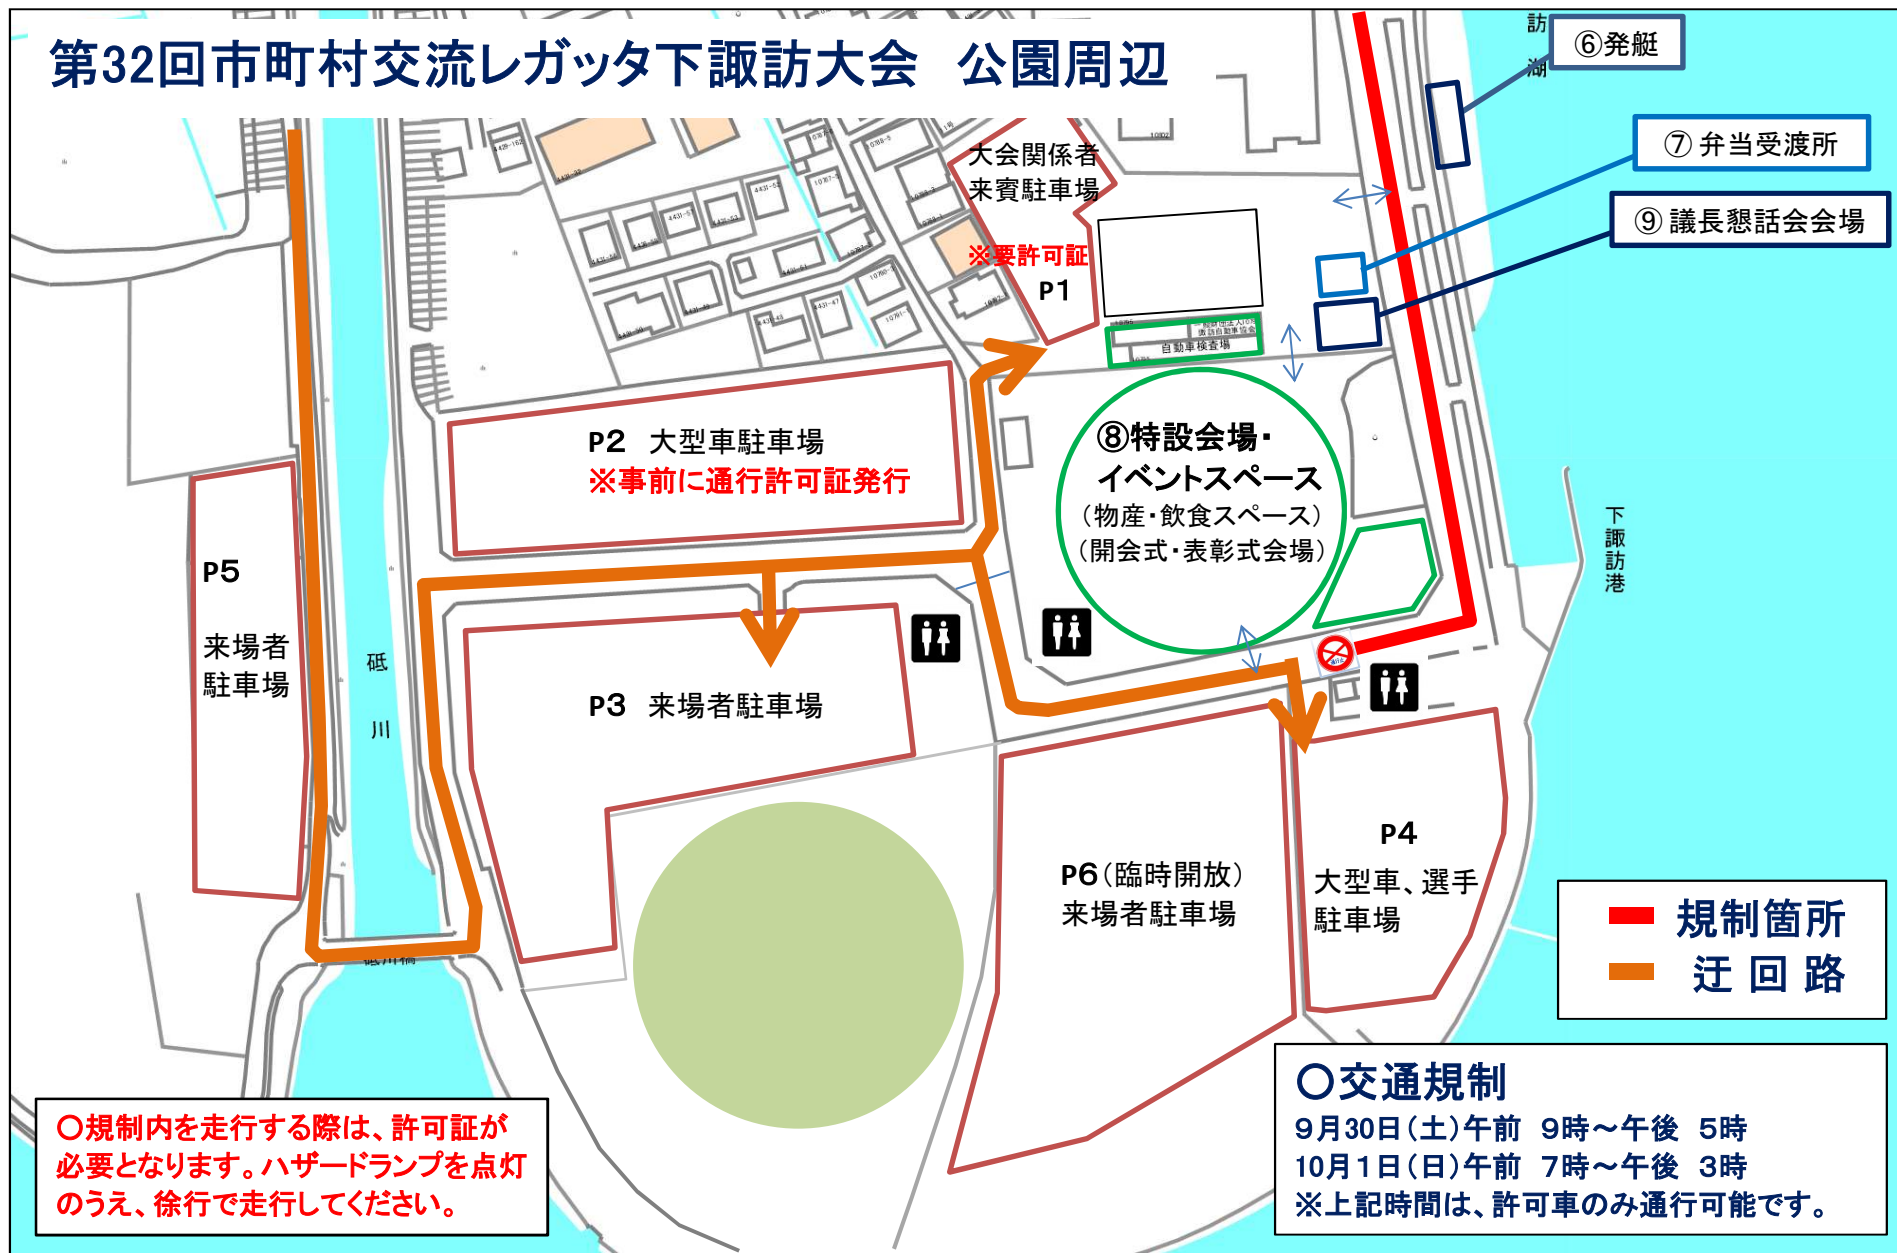 第32回市町村交流レガッタ下諏訪大会　公園周辺
諏
訪
湖
⑥発艇
⑦弁当受渡所
⑨議長懇話会会場
大会関係者
来賓駐車場
※要許可証
P1
自動車検査場
P2　大型車駐車場
※事前に通行許可証発行
⑧特設会場・
イベントスペース
（物産・飲食スペース）
（開会式・表彰式会場）
下諏訪港
P5
来場者
駐車場
砥川
P3　来場者駐車場
P6（臨時開放）
来場者駐車場
P4
大型車、選手
駐車場
砥川橋
規制箇所
迂回路
〇規制内を走行する際は、許可証が
必要となります。ハザードランプを点灯
のうえ、徐行で走行してください。
〇交通規制
9月30日（土）午前　9時～午後　5時
10月1日（日）午前　7時～午後　3時
※上記時間は、許可車のみ通行可能です。